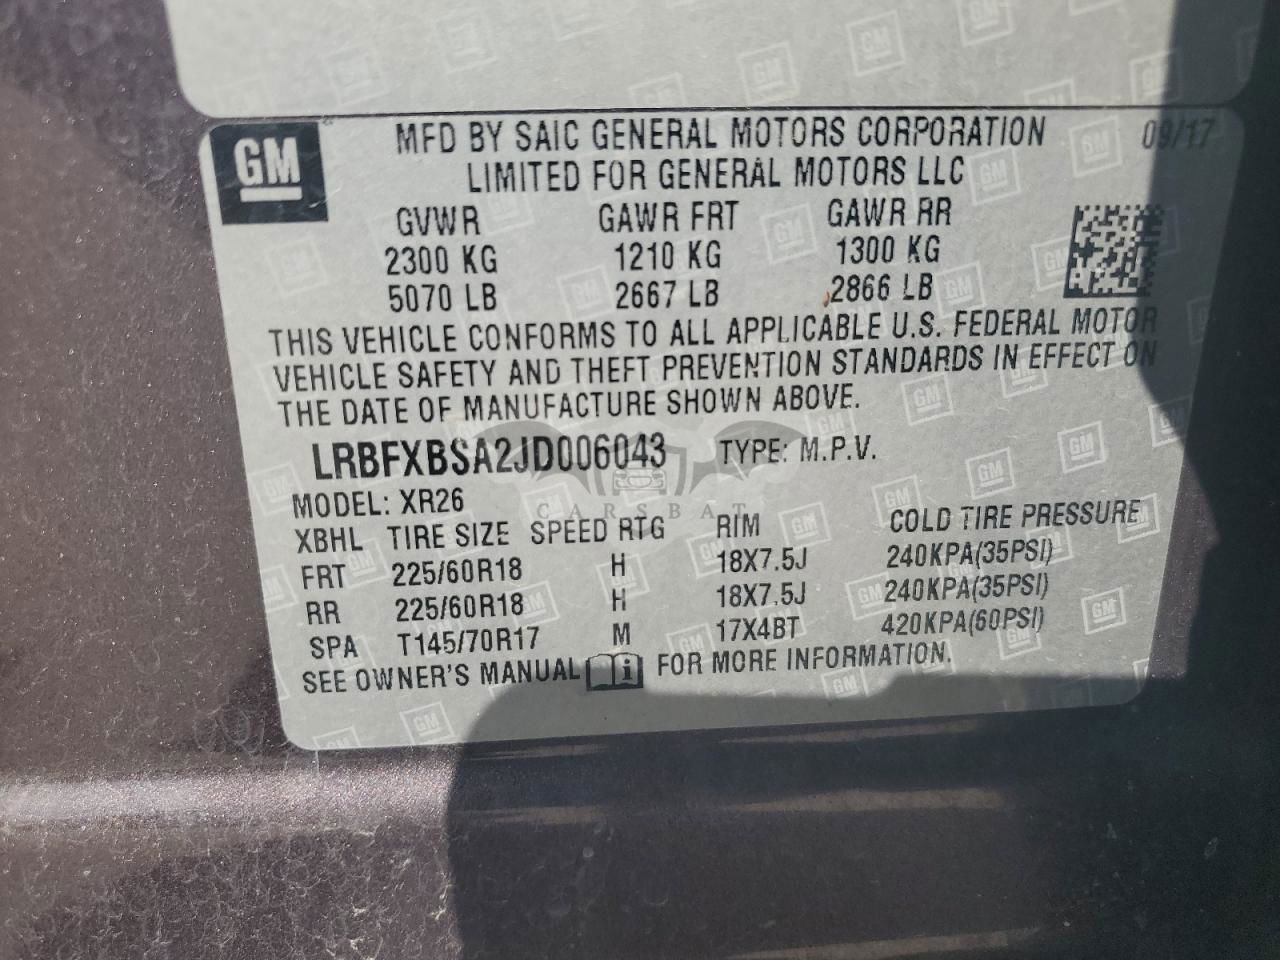 GM
MFD BY SAIC GENERAL MOTORS CORPORATION 09/17
LIMITED FOR GENERAL MOTORS LLC
GVWR GAWR FRT GAWR RR
2300 KG 1210 KG 1300 KG
5070 LB 2667 LB 2866 LB
THIS VEHICLE CONFORMS TO ALL APPLICABLE U.S. FEDERAL MOTOR
VEHICLE SAFETY AND THEFT PREVENTION STANDARDS IN EFFECT ON
THE DATE OF MANUFACTURE SHOWN ABOVE.
LRBFXBSA2JD006043 TYPE: M.P.V.
MODEL: XR26
CARSBAT
XBHL TIRE SIZE SPEED RTG RIM COLD TIRE PRESSURE
FRT 225/60R18 H 18X7.5J 240KPA(35PSI)
RR 225/60R18 H 18X7.5J 240KPA(35PSI)
SPA T145/70R17 M 17X4BT 420KPA(60PSI)
SEE OWNER'S MANUAL i FOR MORE INFORMATION.